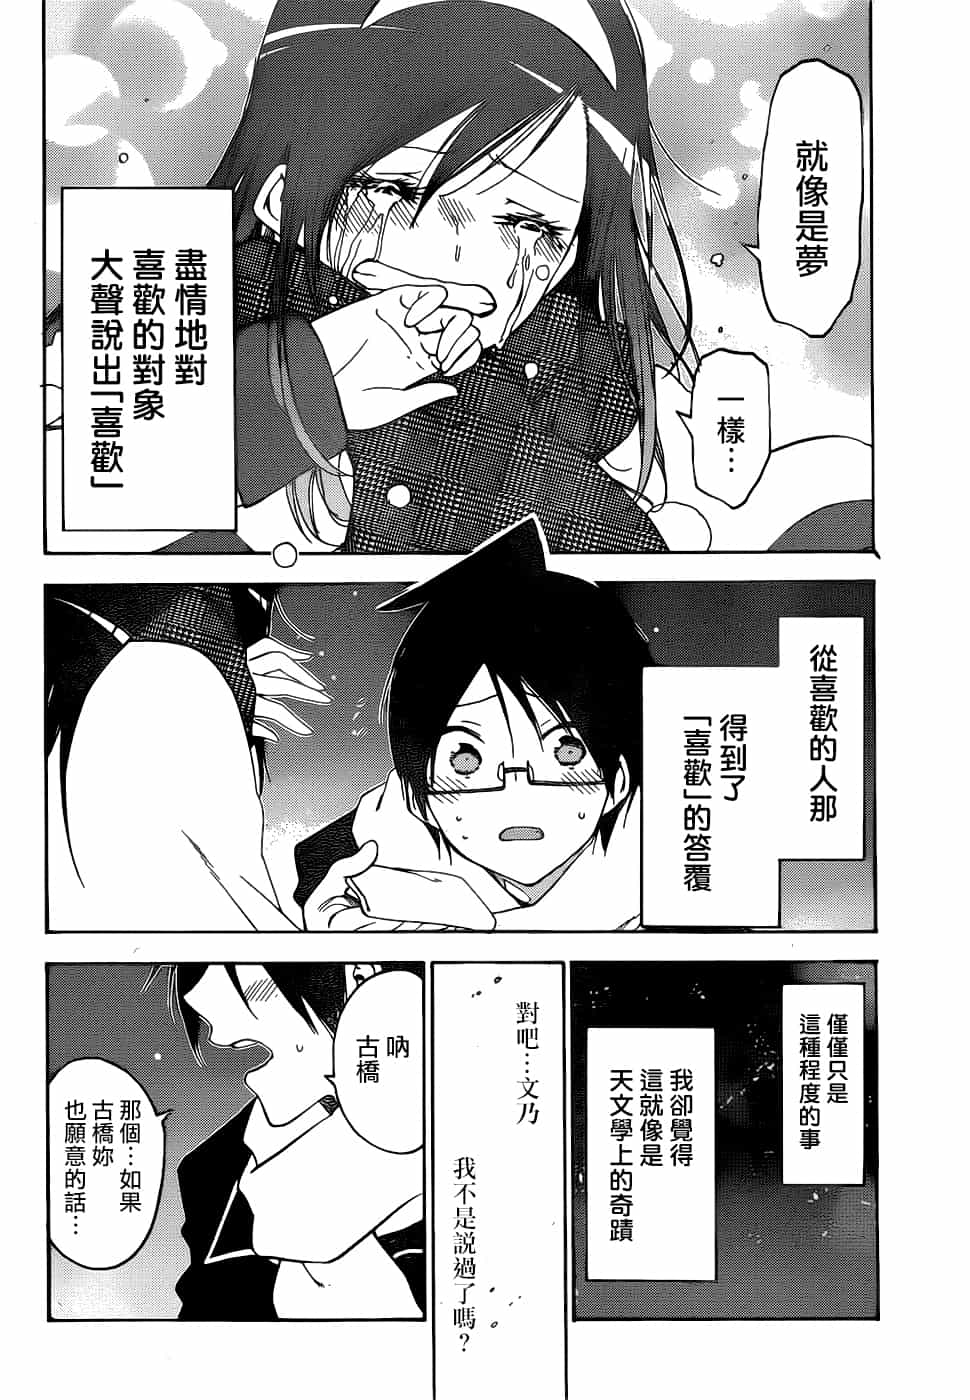 就像是夢
一樣…
盡情地對
喜歡的對象
大聲說出「喜歡」
從喜歡的人那
得到了
「喜歡」的答覆
僅僅只是
這種程度的事
我卻覺得
這就像是
天文學上的奇蹟
對吧…文乃
我不是說過了嗎？
吶
古橋
那個…如果
古橋妳
也願意的話…